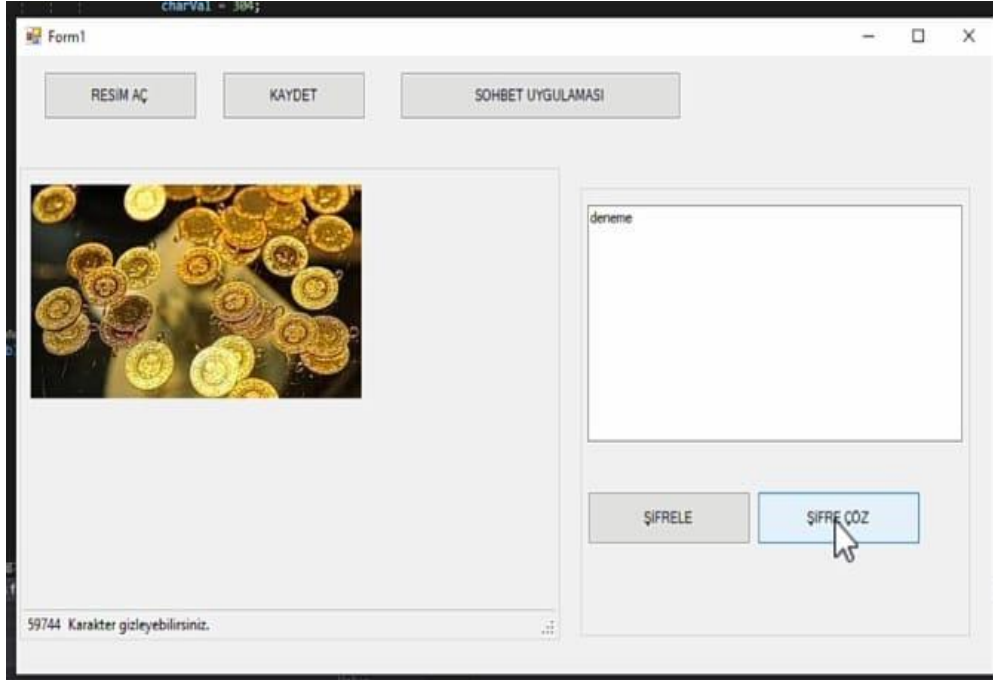 charVal = 304;
Form1
RESİM AÇ
KAYDET
SOHBET UYGULAMASI
deneme
ŞİFRELE
ŞİFRE ÇÖZ
59744 Karakter gizleyebilirsiniz.